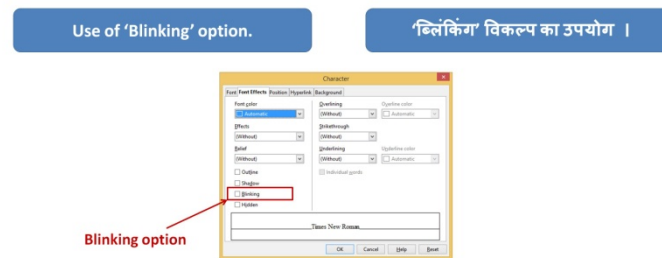 Use of ‘Blinking’ option.
‘ब्लिंकिंग’ विकल्प का उपयोग ।
Character
Font Font Effects Position Hyperlink Background
Font color
Overlining
Overline color
Automatic
(Without)
Automatic
Effects
Strikethrough
(Without)
(Without)
Relief
Underlining
Underline color
(Without)
(Without)
Automatic
Outline
Individual words
Shadow
Blinking
Hidden
Times New Roman
Blinking option
OK Cancel Help Reset